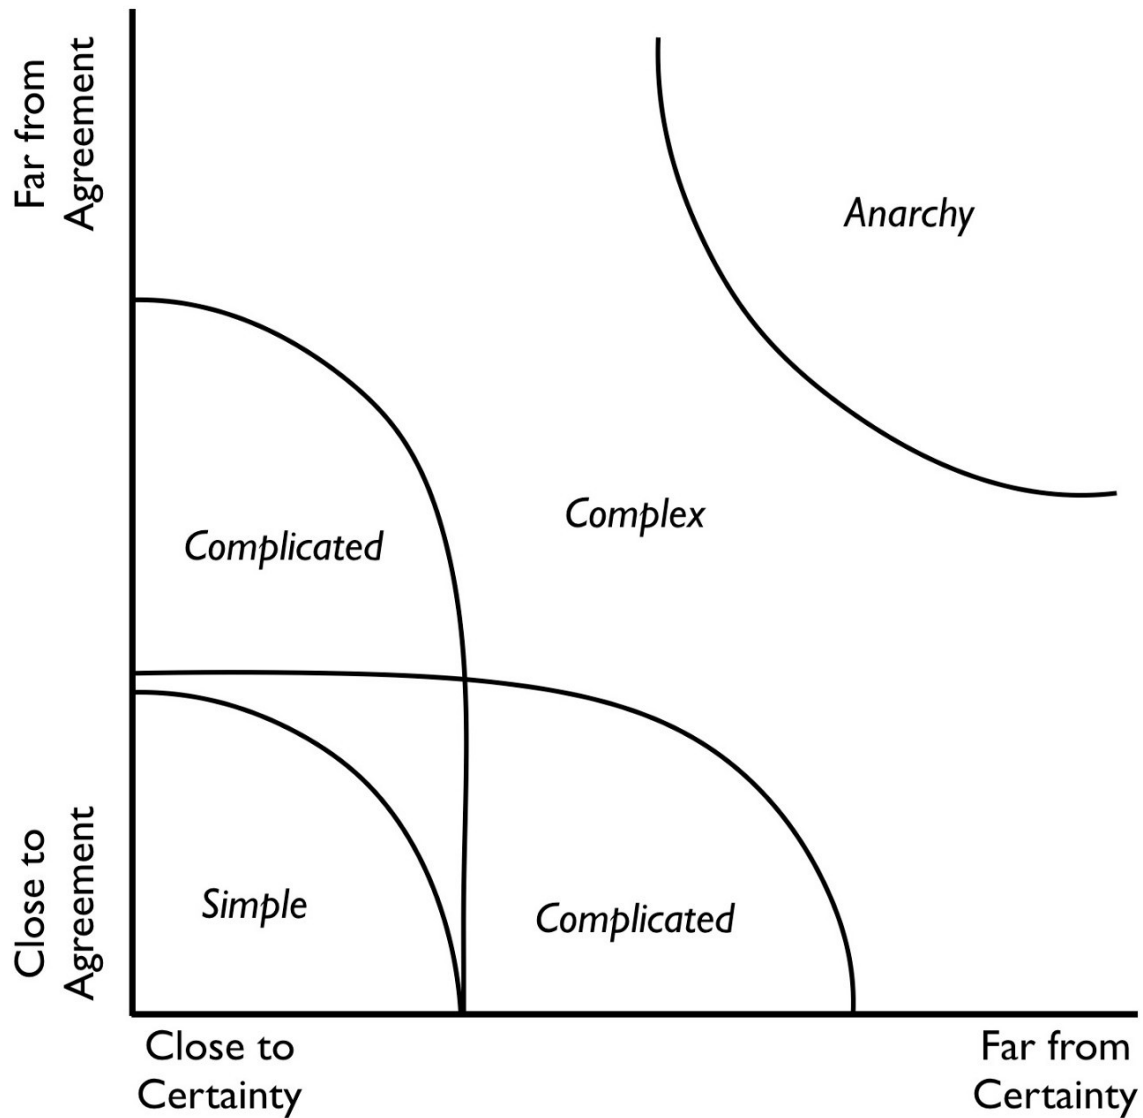 Far from
Agreement
Anarchy
Complex
Complicated
Simple
Complicated
Close to
Agreement
Close to
Certainty
Far from
Certainty